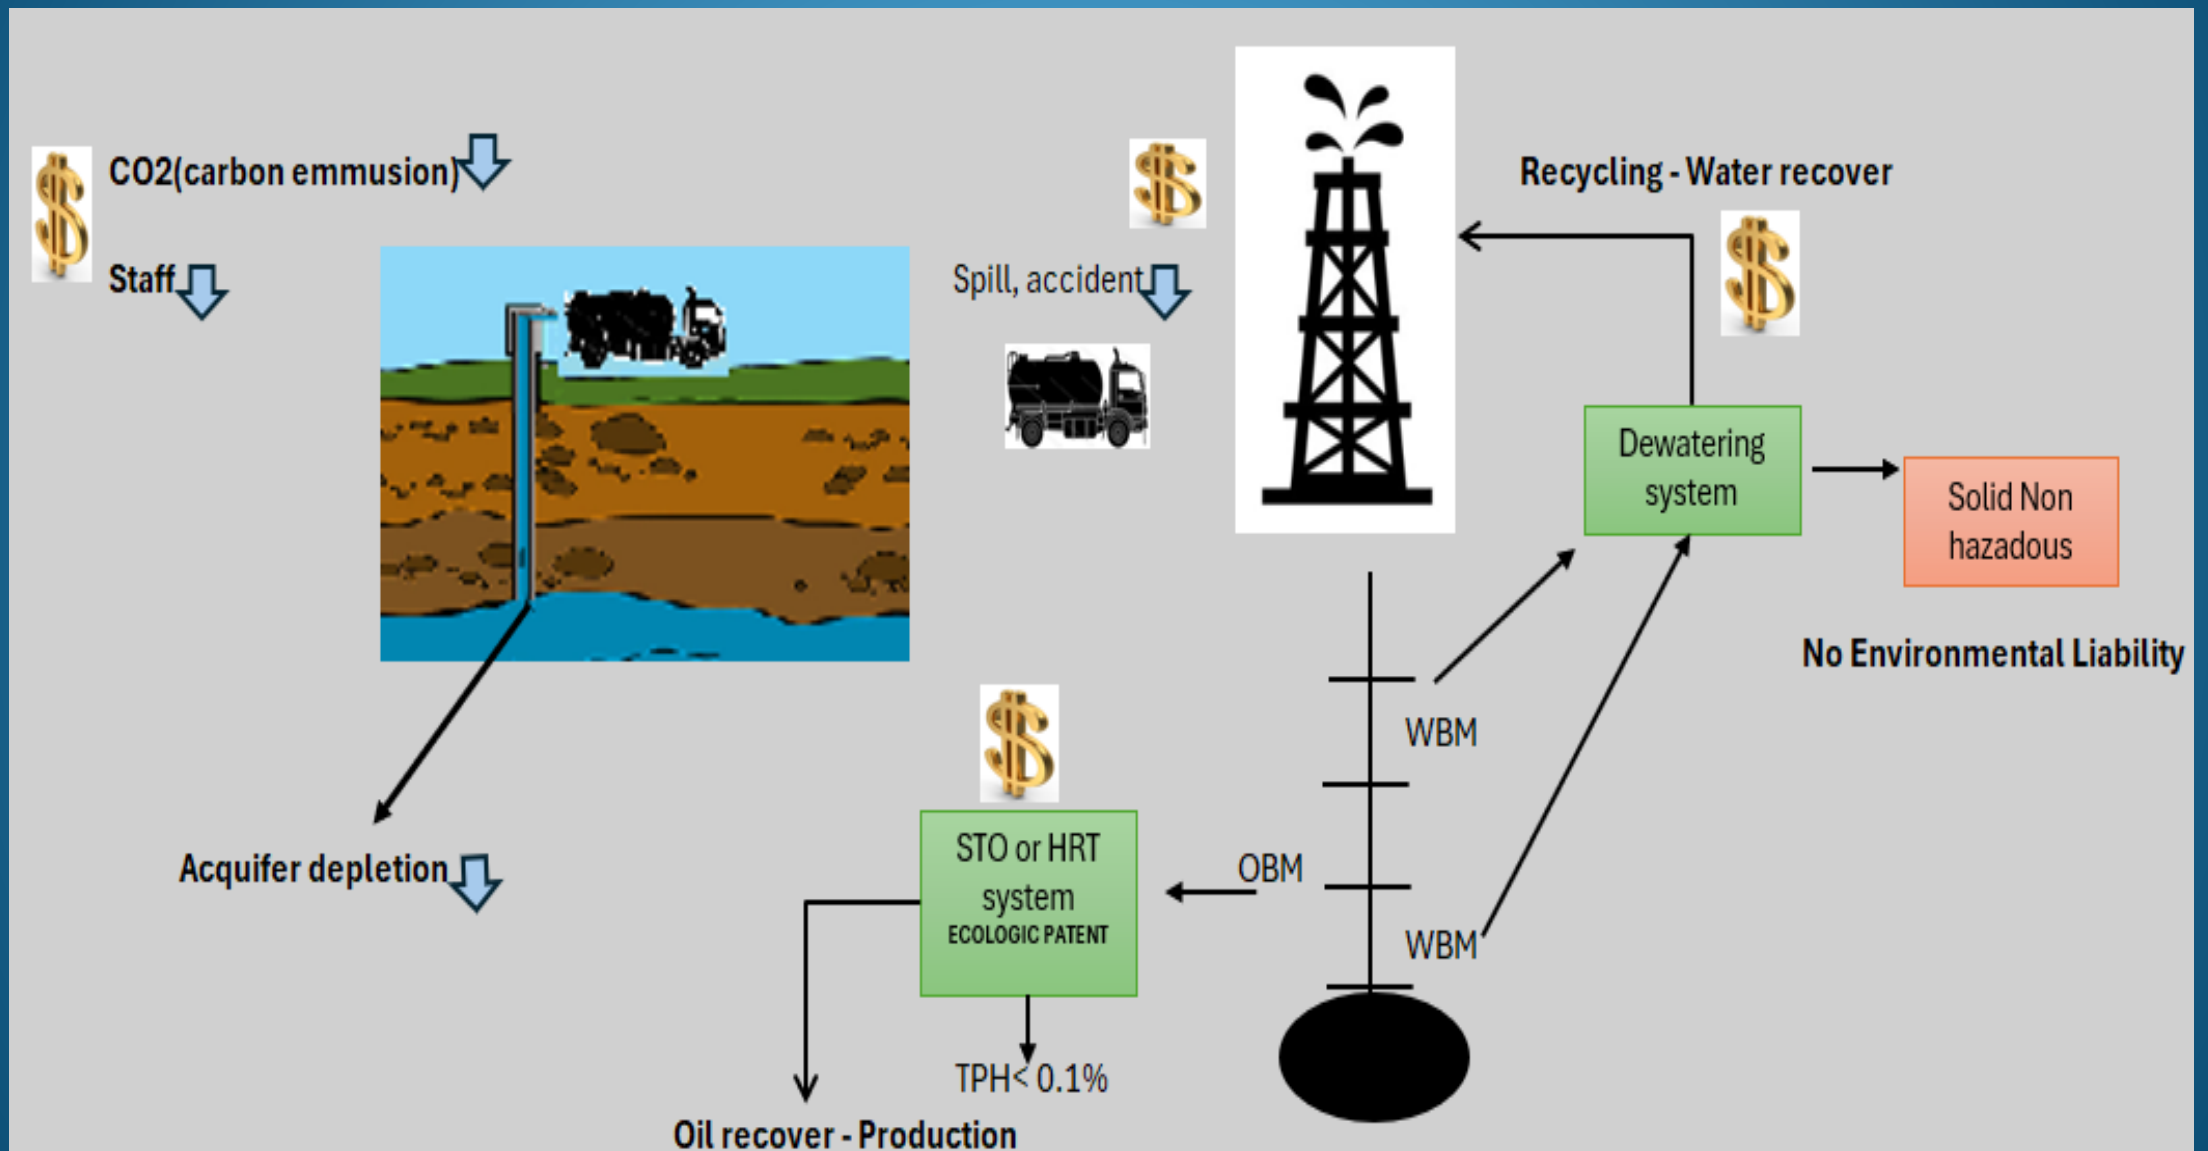 CO2(carbon emmusion)
Staff
Spill, accident
Recycling - Water recover
Dewatering
system
Solid Non
hazadous
No Environmental Liability
WBM
OBM
WBM
STO or HRT
system
ECOLOGIC PATENT
TPH< 0.1%
Acquifer depletion
Oil recover - Production